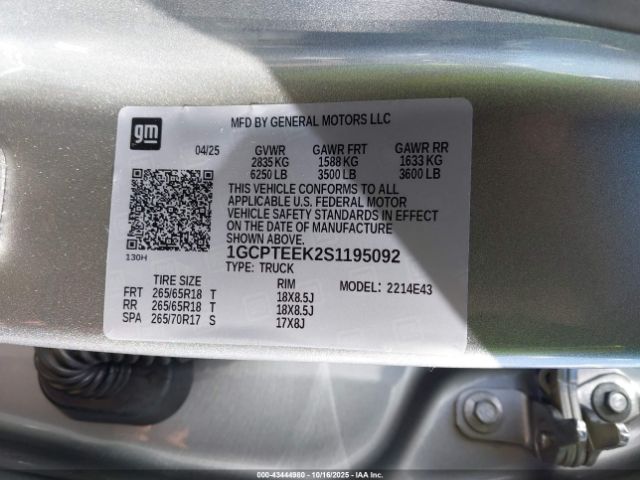 gm
MFD BY GENERAL MOTORS LLC
04/25 GVWR GAWR FRT GAWR RR
2835 KG 1588 KG 1633 KG
6250 LB 3500 LB 3600 LB
THIS VEHICLE CONFORMS TO ALL
APPLICABLE U.S. FEDERAL MOTOR
VEHICLE SAFETY STANDARDS IN EFFECT
ON THE DATE OF MANUFACTURE
SHOWN ABOVE.
130H
1GCPTEEK2S1195092
TYPE: TRUCK
TIRE SIZE RIM MODEL: 2214E43
FRT 265/65R18 T 18X8.5J
RR 265/65R18 T 18X8.5J
SPA 265/70R17 S 17X8J
000-43444980 - 10/16/2025 - IAA Corp.